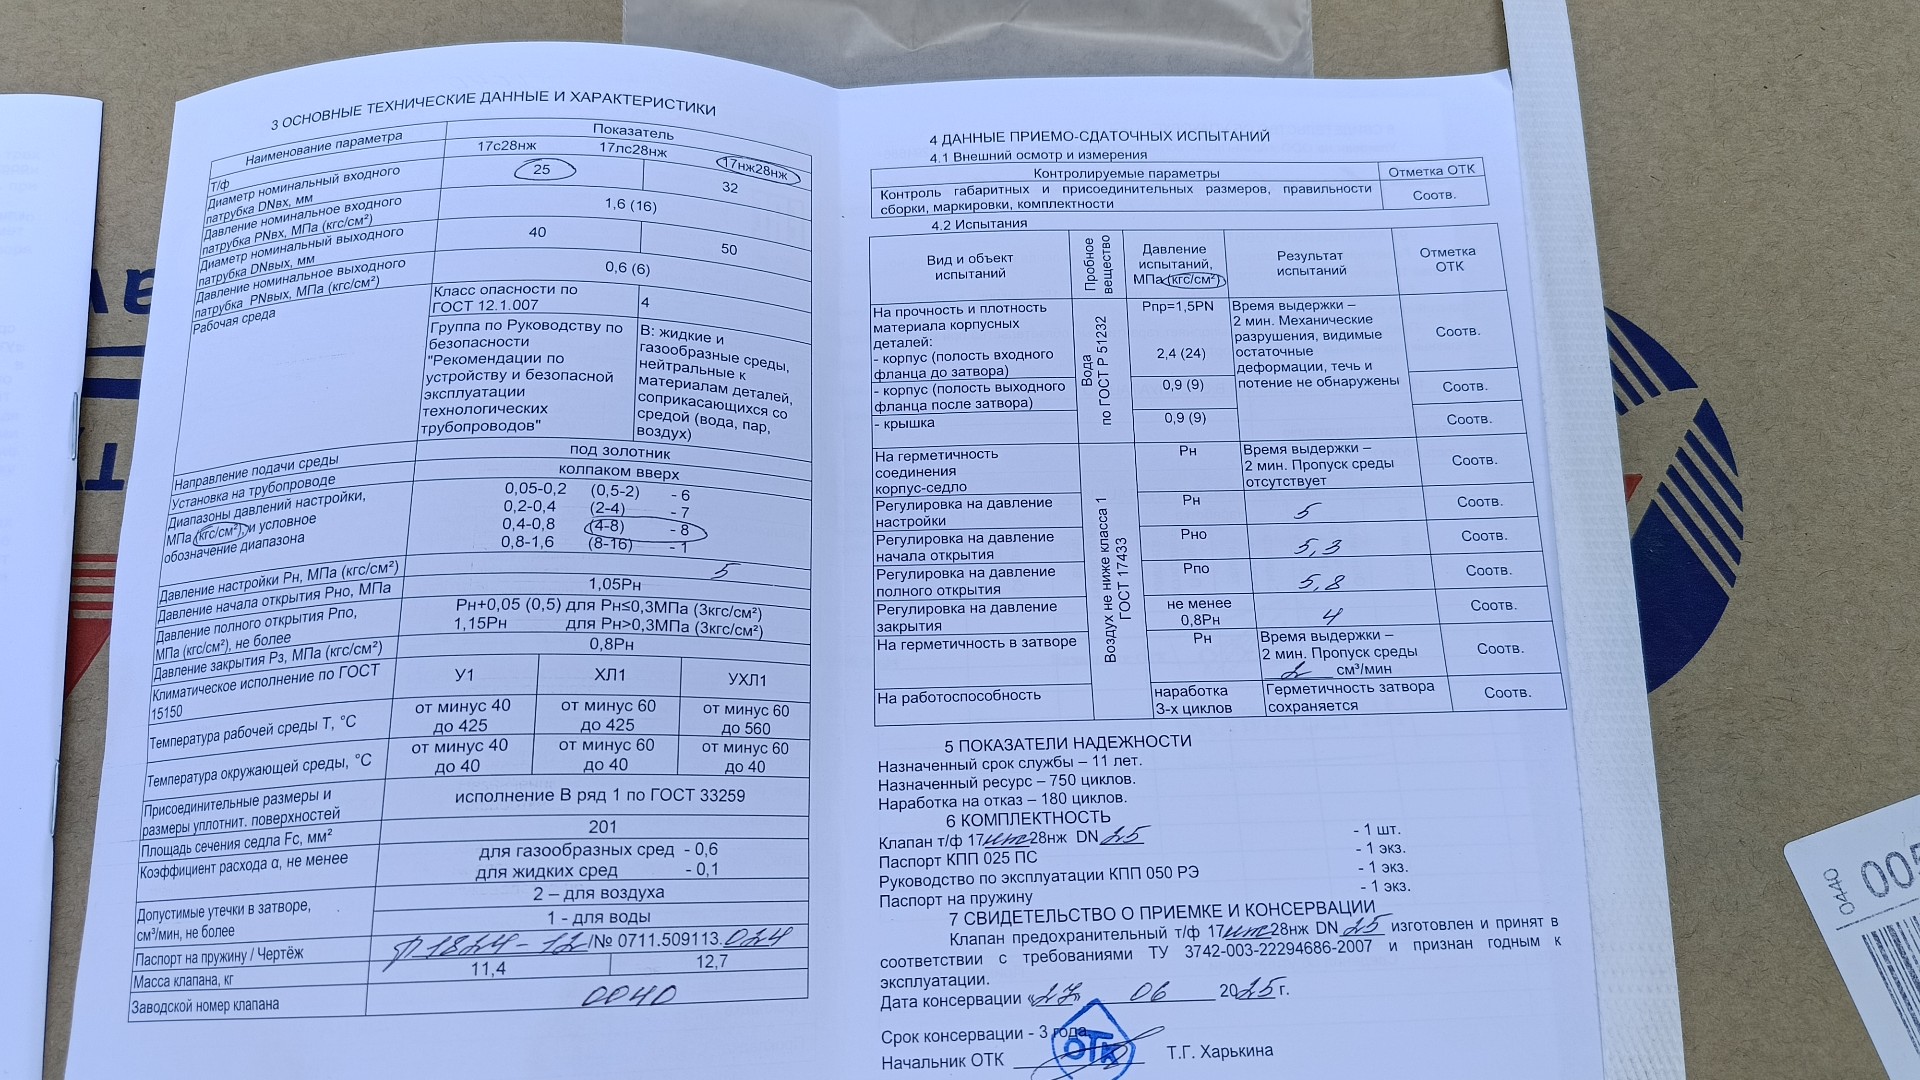 3 ОСНОВНЫЕ ТЕХНИЧЕСКИЕ ДАННЫЕ И ХАРАКТЕРИСТИКИ
Наименование параметра
Показатель
Т/ф
17с28нж 17лс28нж 17нж28нж
Диаметр номинальный входного
патрубка DNвх, мм
25
32
Давление номинальное входного
патрубка PNвх, МПа (кгс/см²)
1,6 (16)
Диаметр номинальный выходного
патрубка DNвых, мм
40
50
Давление номинальное выходного
патрубка PNвых, МПа (кгс/см²)
0,6 (6)
Рабочая среда
Класс опасности по
ГОСТ 12.1.007
4
Группа по Руководству по
безопасности
"Рекомендации по
устройству и безопасной
эксплуатации
технологических
трубопроводов"
В: жидкие и
газообразные среды,
нейтральные к
материалам деталей,
соприкасающихся со
средой (вода, пар,
воздух)
Направление подачи среды
под золотник
Установка на трубопроводе
колпаком вверх
Диапазоны давлений настройки,
МПа (кгс/см²) и условное
обозначение диапазона
0,05-0,2 (0,5-2) - 6
0,2-0,4 (2-4) - 7
0,4-0,8 (4-8) - 8
0,8-1,6 (8-16) - 1
Давление настройки Рн, МПа (кгс/см²)
5
Давление начала открытия Рно, МПа
1,05Рн
Давление полного открытия Рпо,
МПа (кгс/см²), не более
Рн+0,05 (0,5) для Рн≤0,3МПа (3кгс/см²)
1,15Рн для Рн>0,3МПа (3кгс/см²)
Давление закрытия Рз, МПа (кгс/см²)
0,8Рн
Климатическое исполнение по ГОСТ
15150
У1
ХЛ1
УХЛ1
Температура рабочей среды Т, °С
от минус 40
до 425
от минус 60
до 425
от минус 60
до 560
Температура окружающей среды, °С
от минус 40
до 40
от минус 60
до 40
от минус 60
до 40
Присоединительные размеры и
размеры уплотнит. поверхностей
исполнение В ряд 1 по ГОСТ 33259
Площадь сечения седла Fc, мм²
201
Коэффициент расхода α, не менее
для газообразных сред - 0,6
для жидких сред - 0,1
Допустимые утечки в затворе,
см³/мин, не более
2 – для воздуха
1 - для воды
Паспорт на пружину / Чертёж
1824-12 /№ 0711.509113.024
Масса клапана, кг
11,4
12,7
Заводской номер клапана
0040
4 ДАННЫЕ ПРИЕМО-СДАТОЧНЫХ ИСПЫТАНИЙ
4.1 Внешний осмотр и измерения
Контролируемые параметры
Отметка ОТК
Контроль габаритных и присоединительных размеров, правильности
сборки, маркировки, комплектности
Соотв.
4.2 Испытания
Вид и объект
испытаний
Пробное
вещество
Давление
испытаний,
МПа (кгс/см²)
Результат
испытаний
Отметка
ОТК
На прочность и плотность
материала корпусных
деталей:
- корпус (полость входного
фланца до затвора)
Вода
по ГОСТ Р 51232
Рпр=1,5PN
2,4 (24)
Время выдержки –
2 мин. Механические
разрушения, видимые
остаточные
деформации, течь и
потение не обнаружены
Соотв.
- корпус (полость выходного
фланца после затвора)
0,9 (9)
Соотв.
- крышка
0,9 (9)
Соотв.
На герметичность
соединения
корпус-седло
Воздух не ниже класса 1
ГОСТ 17433
Рн
Время выдержки –
2 мин. Пропуск среды
отсутствует
Соотв.
Регулировка на давление
настройки
Рн
5
Соотв.
Регулировка на давление
начала открытия
Рно
5,3
Соотв.
Регулировка на давление
полного открытия
Рпо
5,8
Соотв.
Регулировка на давление
закрытия
не менее
0,8Рн
4
Соотв.
На герметичность в затворе
Рн
Время выдержки –
2 мин. Пропуск среды
2 см³/мин
Соотв.
На работоспособность
наработка
3-х циклов
Герметичность затвора
сохраняется
Соотв.
5 ПОКАЗАТЕЛИ НАДЕЖНОСТИ
Назначенный срок службы – 11 лет.
Назначенный ресурс – 750 циклов.
Наработка на отказ – 180 циклов.
6 КОМПЛЕКТНОСТЬ
Клапан т/ф 17нж28нж DN 25 - 1 шт.
Паспорт КПП 025 ПС - 1 экз.
Руководство по эксплуатации КПП 050 РЭ - 1 экз.
Паспорт на пружину - 1 экз.
7 СВИДЕТЕЛЬСТВО О ПРИЕМКЕ И КОНСЕРВАЦИИ
Клапан предохранительный т/ф 17нж28нж DN 25 изготовлен и принят в
соответствии с требованиями ТУ 3742-003-22294686-2007 и признан годным к
эксплуатации.
Дата консервации «27» 06 2025 г.
Срок консервации - 3 года
ОТК
Начальник ОТК Т.Г. Харькина
0040